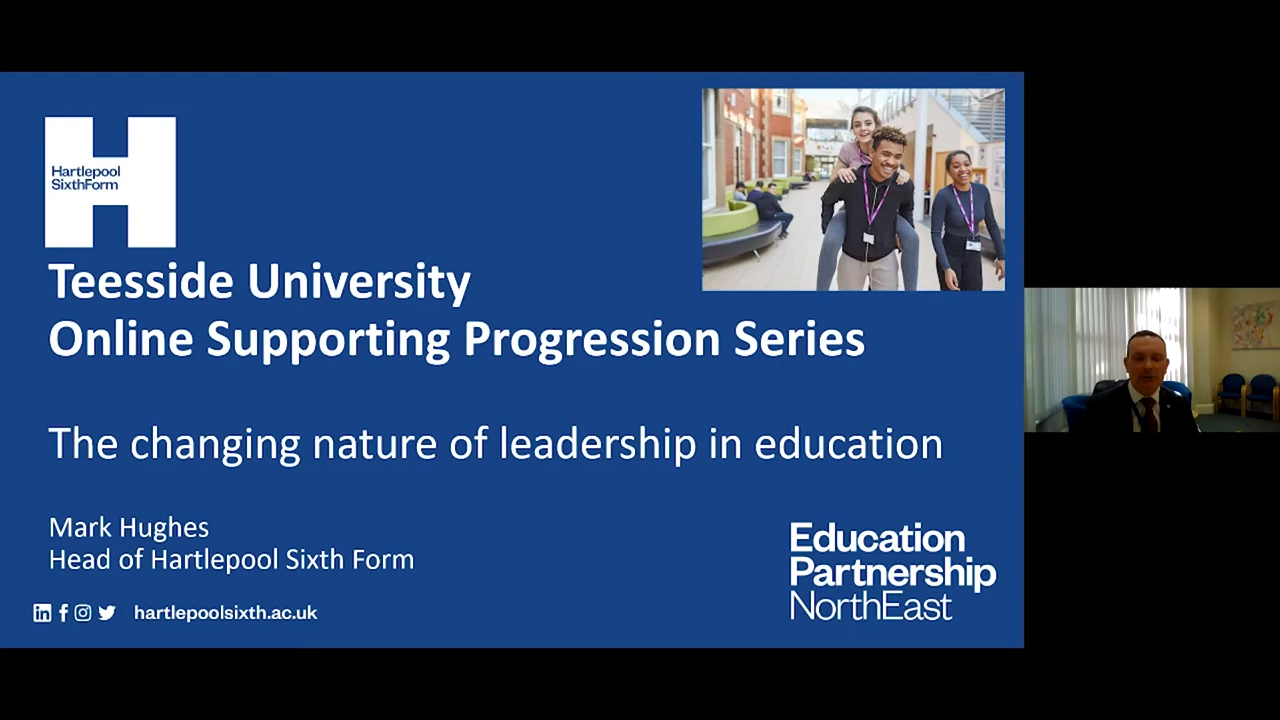 Hartlepool
SixthForm
Teesside University
Online Supporting Progression Series
The changing nature of leadership in education
Mark Hughes
Head of Hartlepool Sixth Form
hartlepoolsixth.ac.uk
Education
Partnership
NorthEast